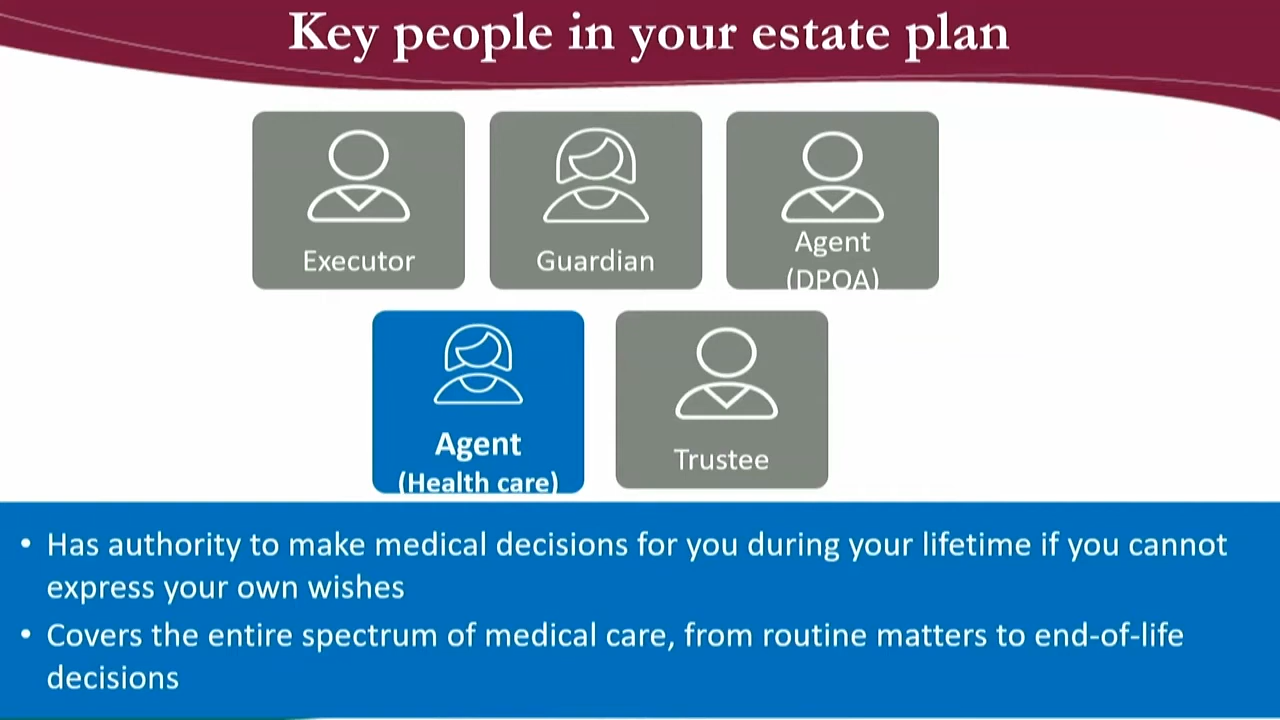 Key people in your estate plan
Executor
Guardian
Agent
(DPOA)
Agent
(Health care)
Trustee
• Has authority to make medical decisions for you during your lifetime if you cannot
express your own wishes
• Covers the entire spectrum of medical care, from routine matters to end-of-life
decisions